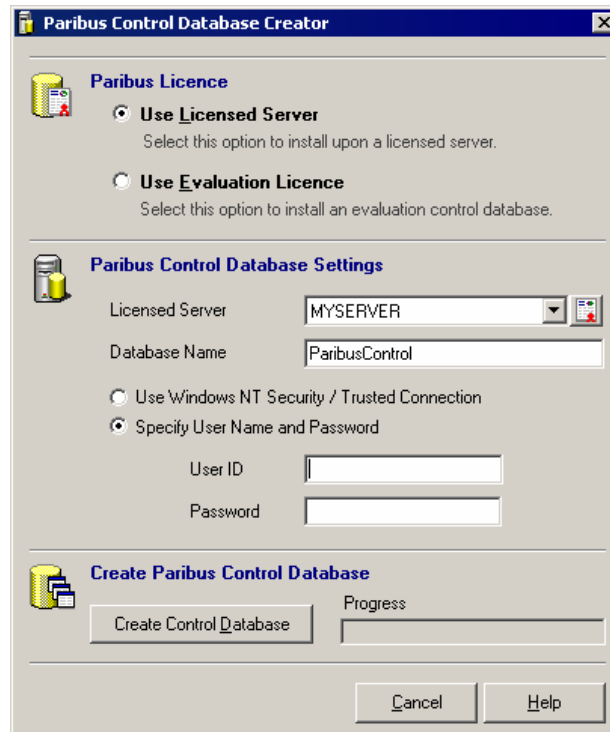 Paribus Control Database Creator
Paribus Licence
Use Licensed Server
Select this option to install upon a licensed server.
Use Evaluation Licence
Select this option to install an evaluation control database.
Paribus Control Database Settings
Licensed Server MYSERVER
Database Name ParibusControl
Use Windows NT Security / Trusted Connection
Specify User Name and Password
User ID
Password
Create Paribus Control Database
Progress
Create Control Database
Cancel Help